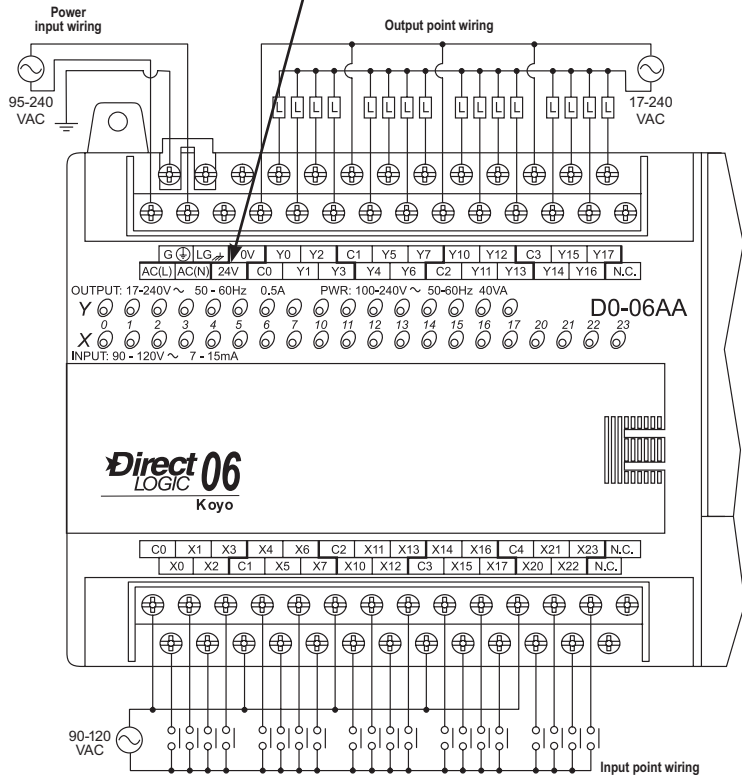 Power
input wiring
Output point wiring
95-240
VAC
17-240
VAC
L L L L L L L L L L L L L L L L
G LG 0V Y0 Y2 C1 Y5 Y7 Y10 Y12 C3 Y15 Y17
AC(L) AC(N) 24V C0 Y1 Y3 Y4 Y6 C2 Y11 Y13 Y14 Y16 N.C.
OUTPUT: 17-240V ~ 50 - 60Hz 0.5A PWR: 100-240V ~ 50-60Hz 40VA
Y
D0-06AA
0 1 2 3 4 5 6 7 10 11 12 13 14 15 16 17 20 21 22 23
X
INPUT: 90 - 120V ~ 7 - 15mA
Direct
LOGIC 06
Koyo
C0 X1 X3 X4 X6 C2 X11 X13 X14 X16 C4 X21 X23 N.C.
X0 X2 C1 X5 X7 X10 X12 C3 X15 X17 X20 X22 N.C.
90-120
VAC
Input point wiring